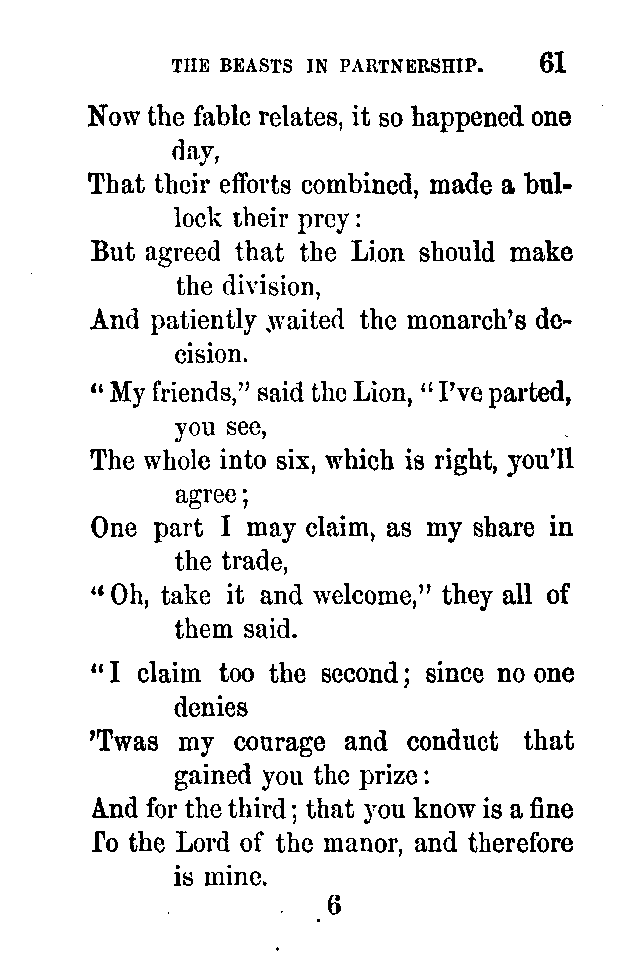 THE BEASTS IN PARTNERSHIP. 61
Now the fable relates, it so happened one
day,
That their efforts combined, made a bul-
lock their prey:
But agreed that the Lion should make
the division,
And patiently waited the monarch's de-
cision.
"My friends," said the Lion, "I've parted,
you see,
The whole into six, which is right, you'll
agree;
One part I may claim, as my share in
the trade,
"Oh, take it and welcome," they all of
them said.
"I claim too the second; since no one
denies
'Twas my courage and conduct that
gained you the prize:
And for the third; that you know is a fine
To the Lord of the manor, and therefore
is mine.
6